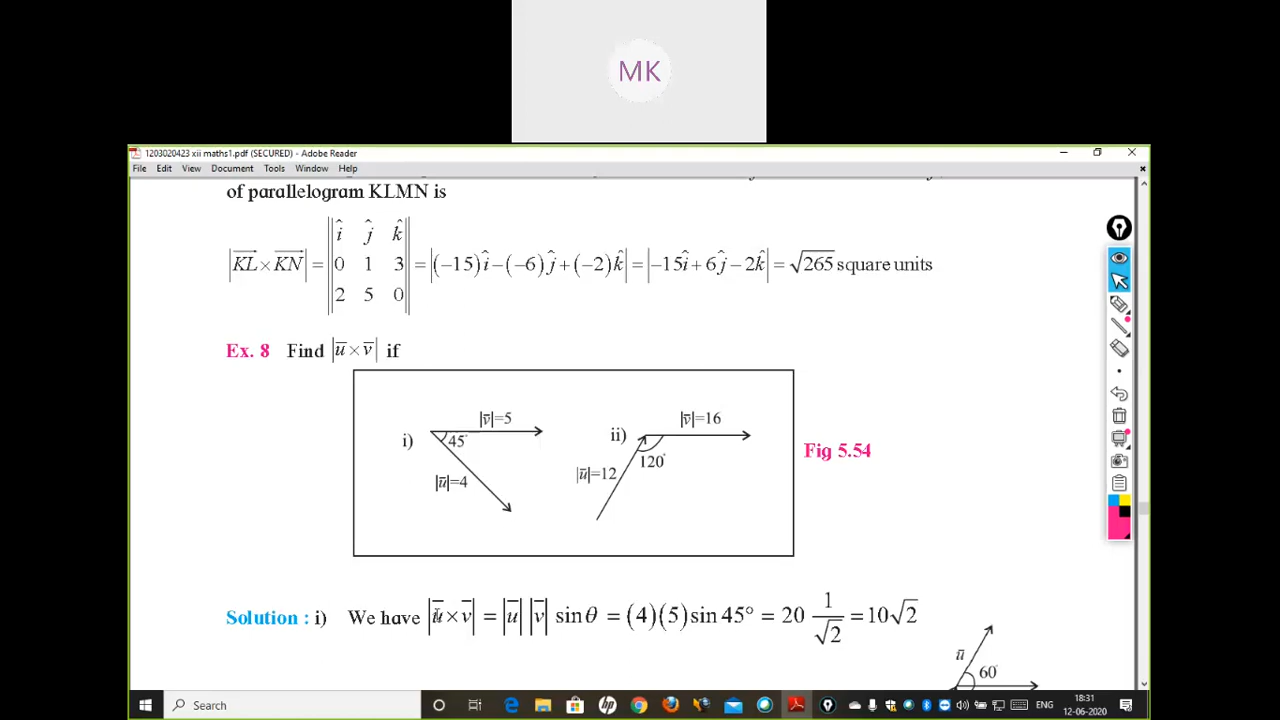 MK
1203020423 xii maths1.pdf (SECURED) - Adobe Reader
File Edit View Document Tools Window Help
of parallelogram KLMN is
|KL × KN| = || î ĵ k̂ ; 0 1 3 ; 2 5 0 || = |(−15)î − (−6)ĵ + (−2)k̂| = |−15î + 6ĵ − 2k̂| = √265 square units
Ex. 8 Find |u̅ × v̅| if
i) |v̅|=5
45°
|u̅|=4
ii) |v̅|=16
120°
|u̅|=12
Fig 5.54
Solution : i) We have |u̅ × v̅| = |u̅| |v̅| sin θ = (4)(5) sin 45° = 20 1/√2 = 10√2
u̅
60°
Search
ENG
18:31
12-06-2020